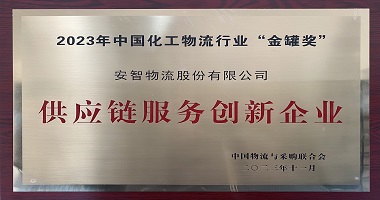 2023年中国化工物流行业“金罐奖”
安智物流股份有限公司
供应链服务创新企业
中国物流与采购联合会
二〇二三年十一月